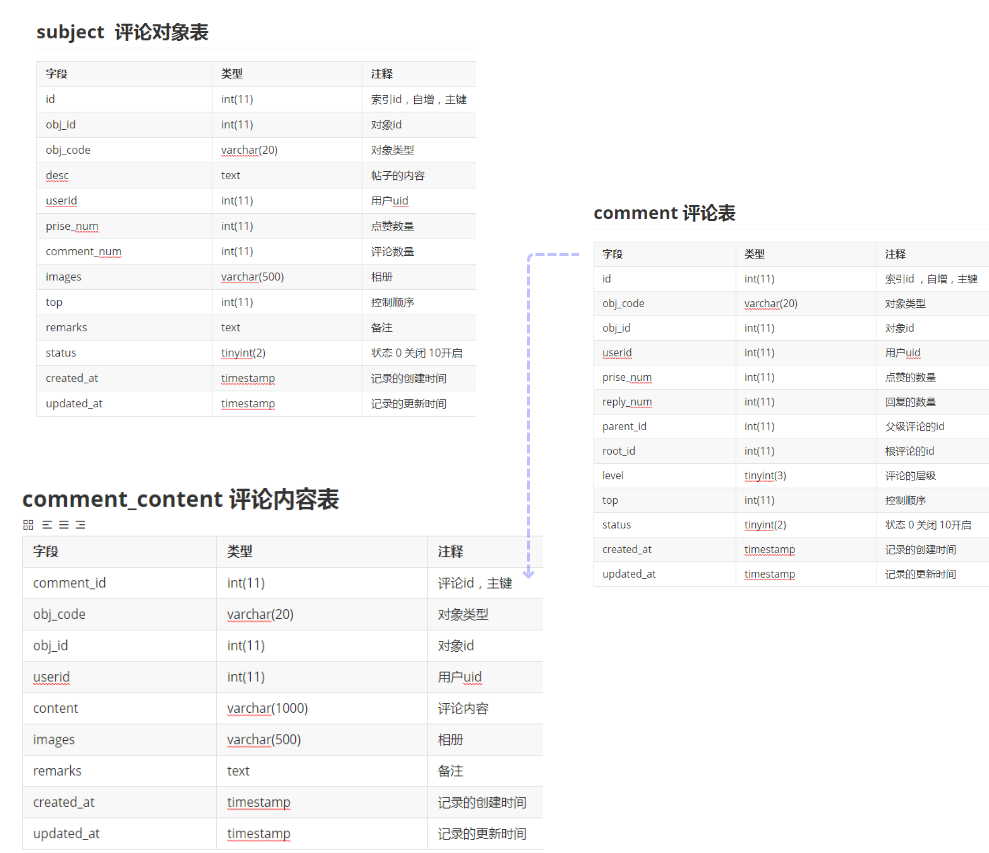 subject 评论对象表
字段 类型 注释
id int(11) 索引id，自增，主键
obj_id int(11) 对象id
obj_code varchar(20) 对象类型
desc text 帖子的内容
userid int(11) 用户uid
prise_num int(11) 点赞数量
comment_num int(11) 评论数量
images varchar(500) 相册
top int(11) 控制顺序
remarks text 备注
status tinyint(2) 状态 0 关闭 10开启
created_at timestamp 记录的创建时间
updated_at timestamp 记录的更新时间
comment 评论表
字段 类型 注释
id int(11) 索引id ，自增，主键
obj_code varchar(20) 对象类型
obj_id int(11) 对象id
userid int(11) 用户uid
prise_num int(11) 点赞的数量
reply_num int(11) 回复的数量
parent_id int(11) 父级评论的id
root_id int(11) 根评论的id
level tinyint(3) 评论的层级
top int(11) 控制顺序
status tinyint(2) 状态 0 关闭 10开启
created_at timestamp 记录的创建时间
updated_at timestamp 记录的更新时间
comment_content 评论内容表
字段 类型 注释
comment_id int(11) 评论id，主键
obj_code varchar(20) 对象类型
obj_id int(11) 对象id
userid int(11) 用户uid
content varchar(1000) 评论内容
images varchar(500) 相册
remarks text 备注
created_at timestamp 记录的创建时间
updated_at timestamp 记录的更新时间